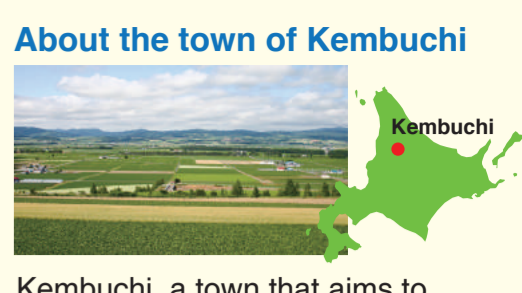 About the town of Kembuchi
Kembuchi
Kembuchi, a town that aims to